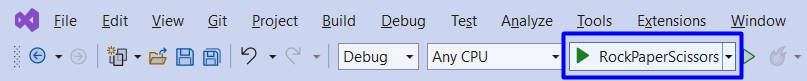 File Edit View Git Project Build Debug Test Analyze Tools Extensions Window
Debug Any CPU RockPaperScissors